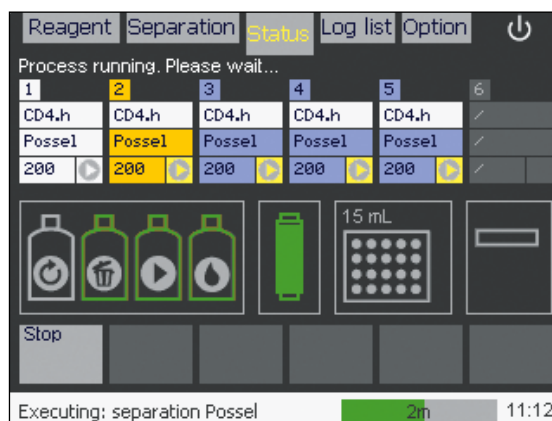 Reagent Separation Status Log list Option
Process running. Please wait...
1 2 3 4 5 6
CD4.h CD4.h CD4.h CD4.h CD4.h /
Possel Possel Possel Possel Possel /
200 200 200 200 200 /
15 mL
Stop
Executing: separation Possel 2m 11:12